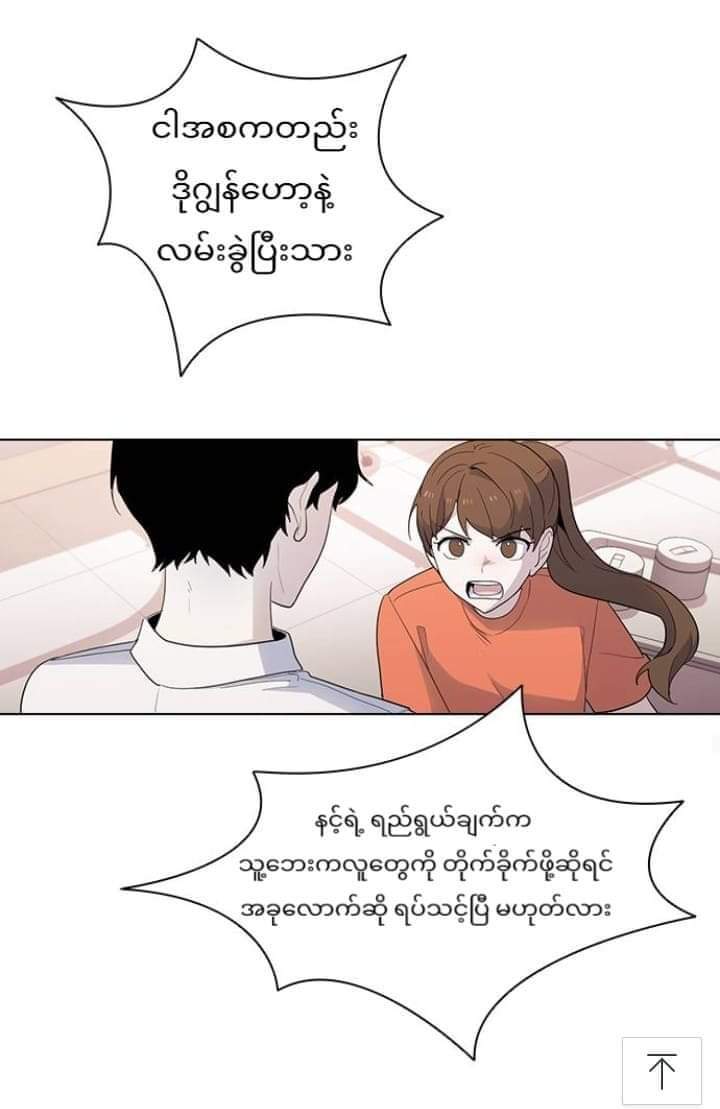 ငါအစကတည်း
ဒိုဂျွန်ဟော့နဲ့
လမ်းခွဲပြီးသား
နင့်ရဲ့ ရည်ရွယ်ချက်က
သူ့ဘေးကလူတွေကို တိုက်ခိုက်ဖို့ဆိုရင်
အခုလောက်ဆို ရပ်သင့်ပြီ မဟုတ်လား